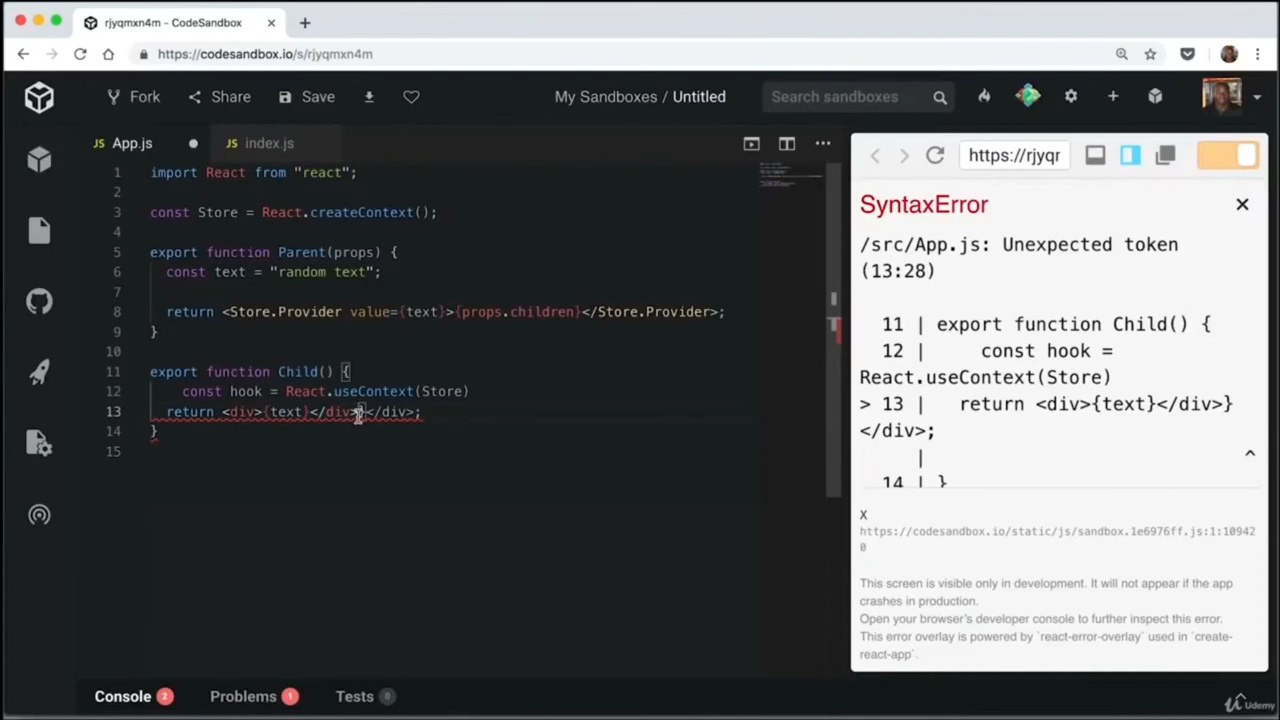 rjyqmxn4m - CodeSandbox
https://codesandbox.io/s/rjyqmxn4m
Fork Share Save My Sandboxes / Untitled Search sandboxes
JS App.js JS index.js
1 import React from "react";
2
3 const Store = React.createContext();
4
5 export function Parent(props) {
6 const text = "random text";
7
8 return <Store.Provider value={text}>{props.children}</Store.Provider>;
9 }
10
11 export function Child() {
12 const hook = React.useContext(Store)
13 return <div>{text}</div>}</div>;
14 }
15
https://rjyqr
SyntaxError
/src/App.js: Unexpected token
(13:28)
11 | export function Child() {
12 | const hook =
React.useContext(Store)
> 13 | return <div>{text}</div>}
</div>;
|
14 | }
X
https://codesandbox.io/static/js/sandbox.1e6976ff.js:1:10942
0
This screen is visible only in development. It will not appear if the app
crashes in production.
Open your browser's developer console to further inspect this error.
This error overlay is powered by `react-error-overlay` used in `create-
react-app`.
Console 2 Problems 1 Tests 0
Udemy